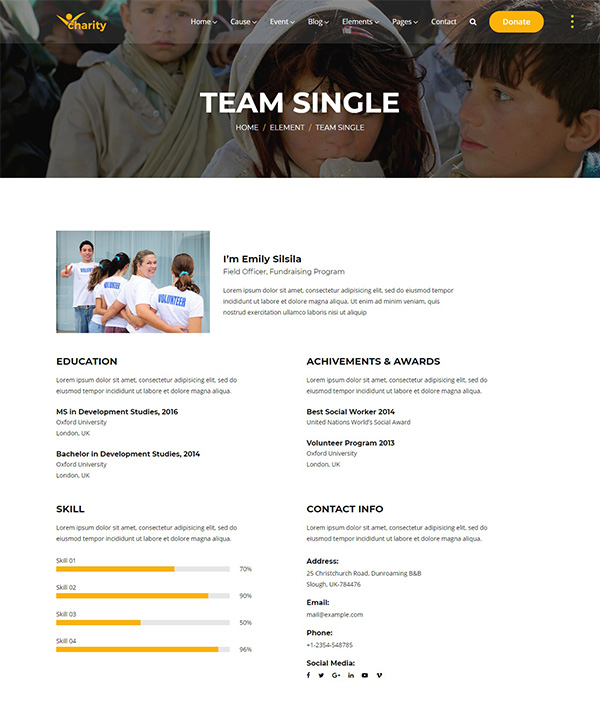 charity
Home Cause Event Blog Elements Pages Contact Donate
TEAM SINGLE
HOME / ELEMENT / TEAM SINGLE
VOLUNTEER
VOLUNTEER
VOLUNTEER
I'm Emily Silsila
Field Officer, Fundraising Program
Lorem ipsum dolor sit amet, consectetur adipisicing elit, sed do eiusmod tempor
incididunt ut labore et dolore magna aliqua. Ut enim ad minim veniam, quis
nostrud exercitation ullamco laboris nisi ut aliquip
EDUCATION
Lorem ipsum dolor sit amet, consectetur adipisicing elit, sed do
eiusmod tempor incididunt ut labore et dolore magna aliqua.
MS in Development Studies, 2016
Oxford University
London, UK
Bachelor in Development Studies, 2014
Oxford University
London, UK
ACHIVEMENTS & AWARDS
Lorem ipsum dolor sit amet, consectetur adipisicing elit, sed do
eiusmod tempor incididunt ut labore et dolore magna aliqua.
Best Social Worker 2014
United Nations World's Social Award
Volunteer Program 2013
Oxford University
London, UK
SKILL
Lorem ipsum dolor sit amet, consectetur adipisicing elit, sed do
eiusmod tempor incididunt ut labore et dolore magna aliqua.
Skill 01
70%
Skill 02
90%
Skill 03
50%
Skill 04
96%
CONTACT INFO
Lorem ipsum dolor sit amet, consectetur adipisicing elit, sed do
eiusmod tempor incididunt ut labore et dolore magna aliqua.
Address:
25 Christchurch Road, Dunroaming B&B
Slough, UK-784476
Email:
mail@example.com
Phone:
+1-2354-548785
Social Media: